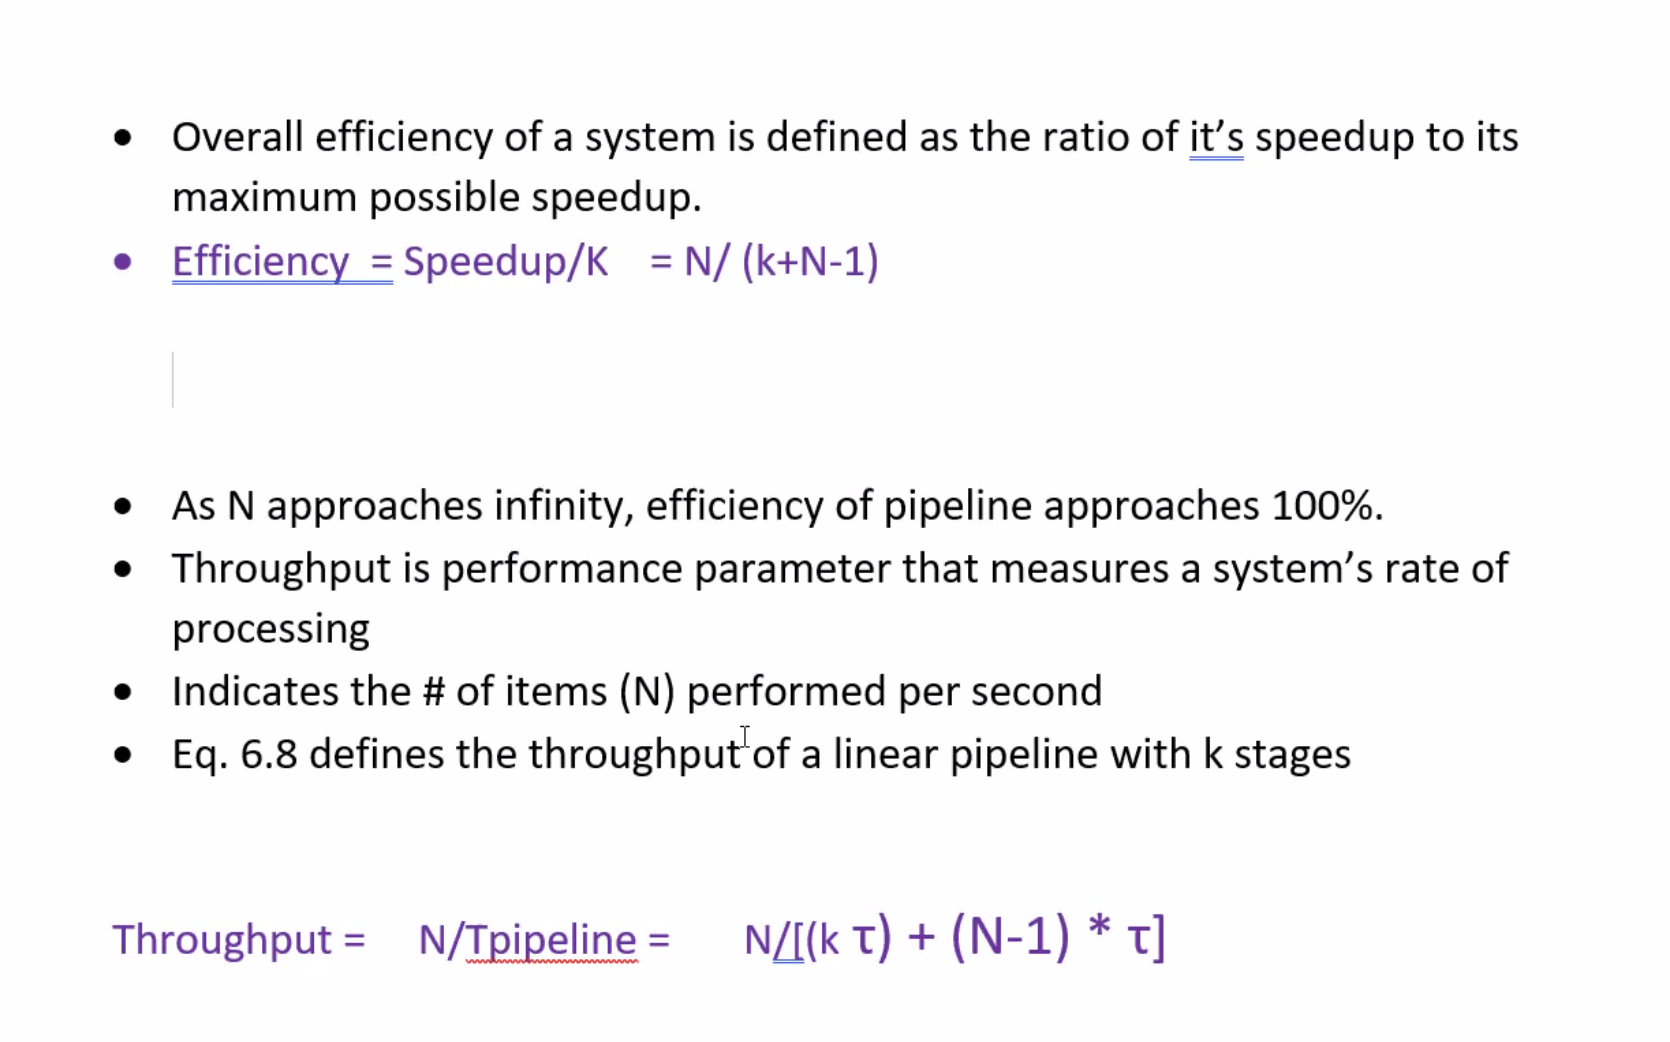 • Overall efficiency of a system is defined as the ratio of it’s speedup to its
maximum possible speedup.
• Efficiency = Speedup/K = N/ (k+N-1)
• As N approaches infinity, efficiency of pipeline approaches 100%.
• Throughput is performance parameter that measures a system’s rate of
processing
• Indicates the # of items (N) performed per second
• Eq. 6.8 defines the throughput of a linear pipeline with k stages
Throughput = N/Tpipeline = N/[(k τ) + (N-1) * τ]